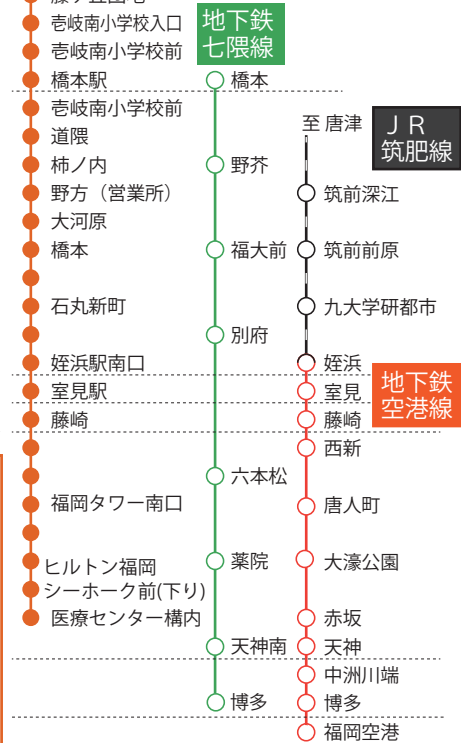 壱岐南小学校入口
壱岐南小学校前
橋本駅
壱岐南小学校前
道隈
柿ノ内
野方（営業所）
大河原
橋本
石丸新町
姪浜駅南口
室見駅
藤崎
福岡タワー南口
ヒルトン福岡
シーホーク前(下り)
医療センター構内
地下鉄
七隈線
橋本
野芥
福大前
別府
六本松
薬院
天神南
博多
至 唐津
ＪＲ
筑肥線
筑前深江
筑前前原
九大学研都市
姪浜
地下鉄
空港線
室見
藤崎
西新
唐人町
大濠公園
赤坂
天神
中洲川端
博多
福岡空港